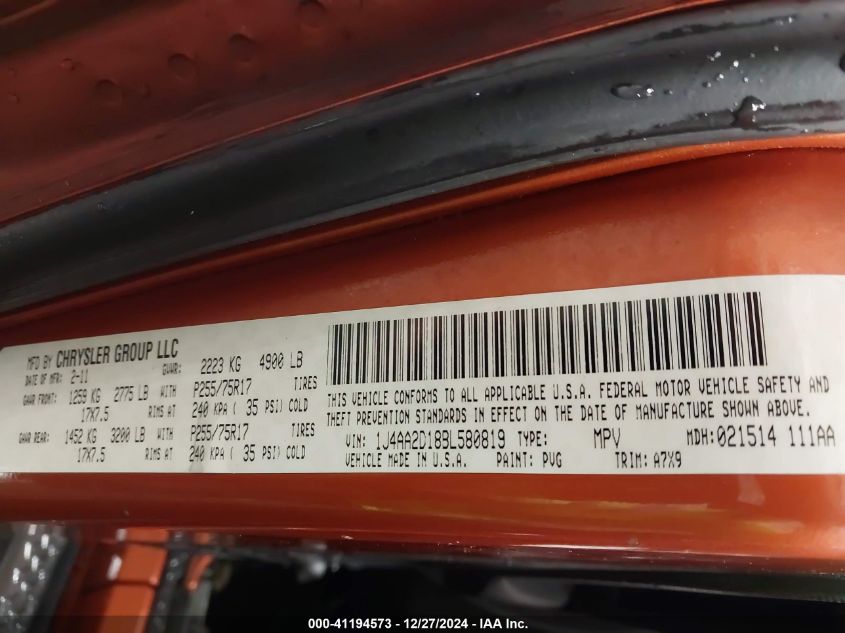 MFD BY CHRYSLER GROUP LLC
DATE OF MFR: 2-11 GVWR: 2223 KG 4900 LB
GAWR FRONT: 1259 KG 2775 LB WITH P255/75R17 TIRES
17X7.5 RIMS AT 240 KPA ( 35 PSI) COLD
GAWR REAR: 1452 KG 3200 LB WITH P255/75R17 TIRES
17X7.5 RIMS AT 240 KPA ( 35 PSI) COLD
THIS VEHICLE CONFORMS TO ALL APPLICABLE U.S.A. FEDERAL MOTOR VEHICLE SAFETY AND
THEFT PREVENTION STANDARDS IN EFFECT ON THE DATE OF MANUFACTURE SHOWN ABOVE.
VIN: 1J4AA2D18BL580819 TYPE: MPV MDH: 021514 111AA
VEHICLE MADE IN U.S.A. PAINT: PVG TRIM: A7X9
000-41194573 - 12/27/2024 - IAA Inc.